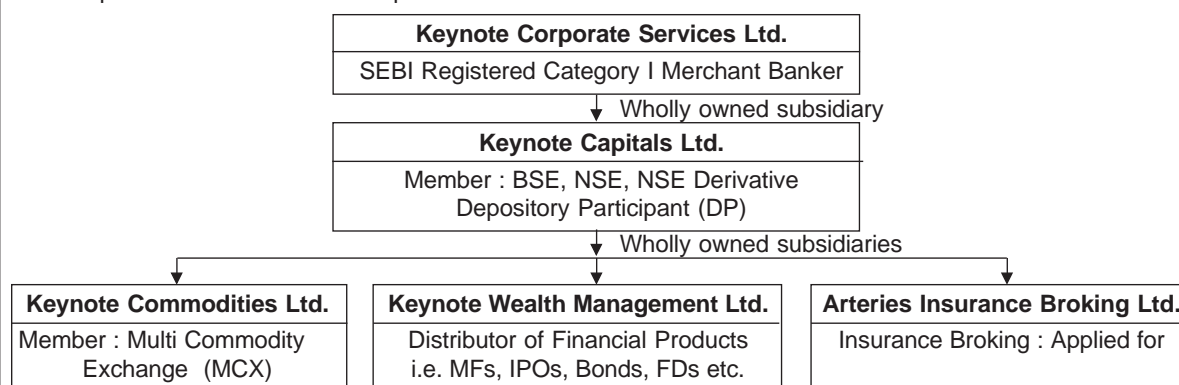 Keynote Corporate Services Ltd.
SEBI Registered Category I Merchant Banker
Wholly owned subsidiary
Keynote Capitals Ltd.
Member : BSE, NSE, NSE Derivative
Depository Participant (DP)
Wholly owned subsidiaries
Keynote Commodities Ltd.
Member : Multi Commodity
Exchange (MCX)
Keynote Wealth Management Ltd.
Distributor of Financial Products
i.e. MFs, IPOs, Bonds, FDs etc.
Arteries Insurance Broking Ltd.
Insurance Broking : Applied for